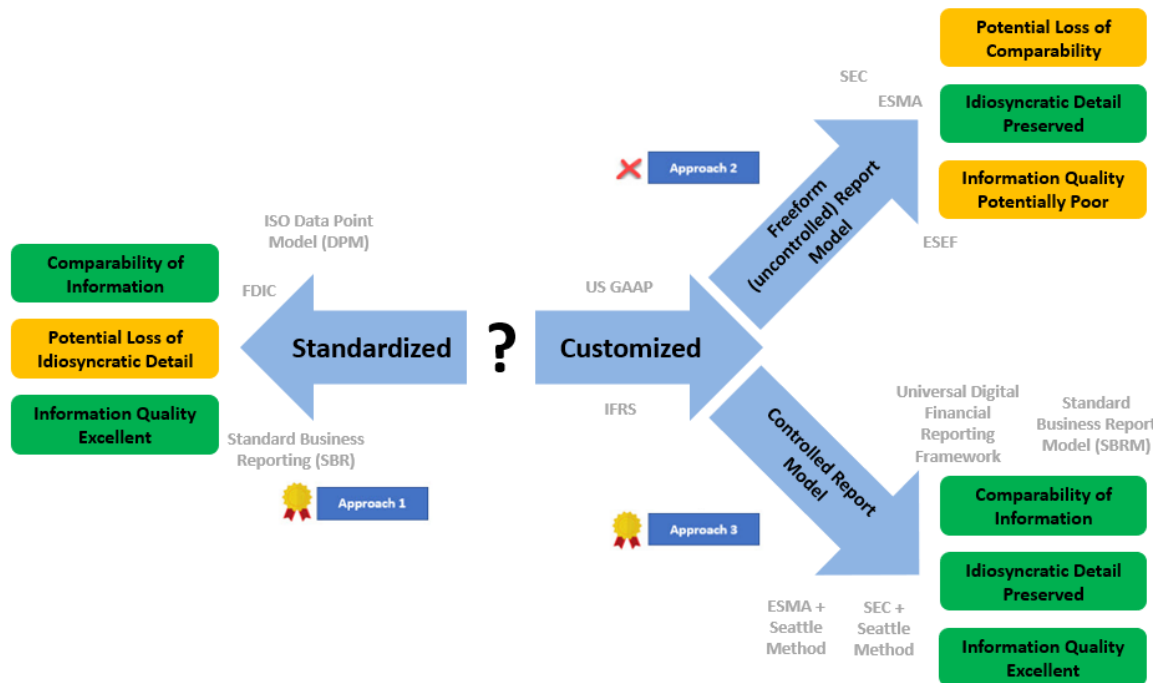 Potential Loss of
Comparability
SEC
ESMA
Idiosyncratic Detail
Preserved
Approach 2
Freeform
(uncontrolled) Report
Model
Information Quality
Potentially Poor
ESEF
ISO Data Point
Model (DPM)
Comparability of
Information
FDIC
US GAAP
Potential Loss of
Idiosyncratic Detail
Standardized
?
Customized
Information Quality
Excellent
IFRS
Standard Business
Reporting (SBR)
Approach 1
Controlled Report
Model
Universal Digital
Financial
Reporting
Framework
Standard
Business Report
Model (SBRM)
Approach 3
Comparability of
Information
Idiosyncratic Detail
Preserved
ESMA +
Seattle
Method
SEC +
Seattle
Method
Information Quality
Excellent